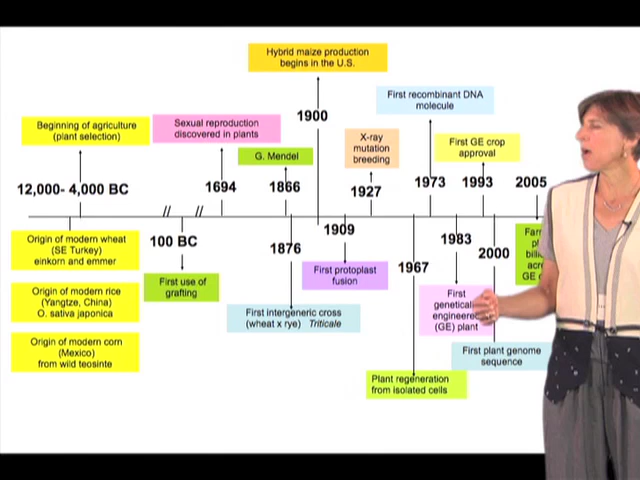 Hybrid maize production
begins in the U.S.
First recombinant DNA
molecule
1900
Beginning of agriculture
(plant selection)
Sexual reproduction
discovered in plants
X-ray
mutation
breeding
First GE crop
approval
G. Mendel
12,000- 4,000 BC
1694
1866
1927
1973
1993
2005
//
//
Origin of modern wheat
(SE Turkey)
einkorn and emmer
100 BC
1876
1909
1967
1983
2000
First use of
grafting
First protoplast
fusion
Origin of modern rice
(Yangtze, China)
O. sativa japonica
First intergeneric cross
(wheat x rye) Triticale
First
(GE) plant
Origin of modern corn
(Mexico)
from wild teosinte
First plant genome
sequence
Plant regeneration
from isolated cells
GE